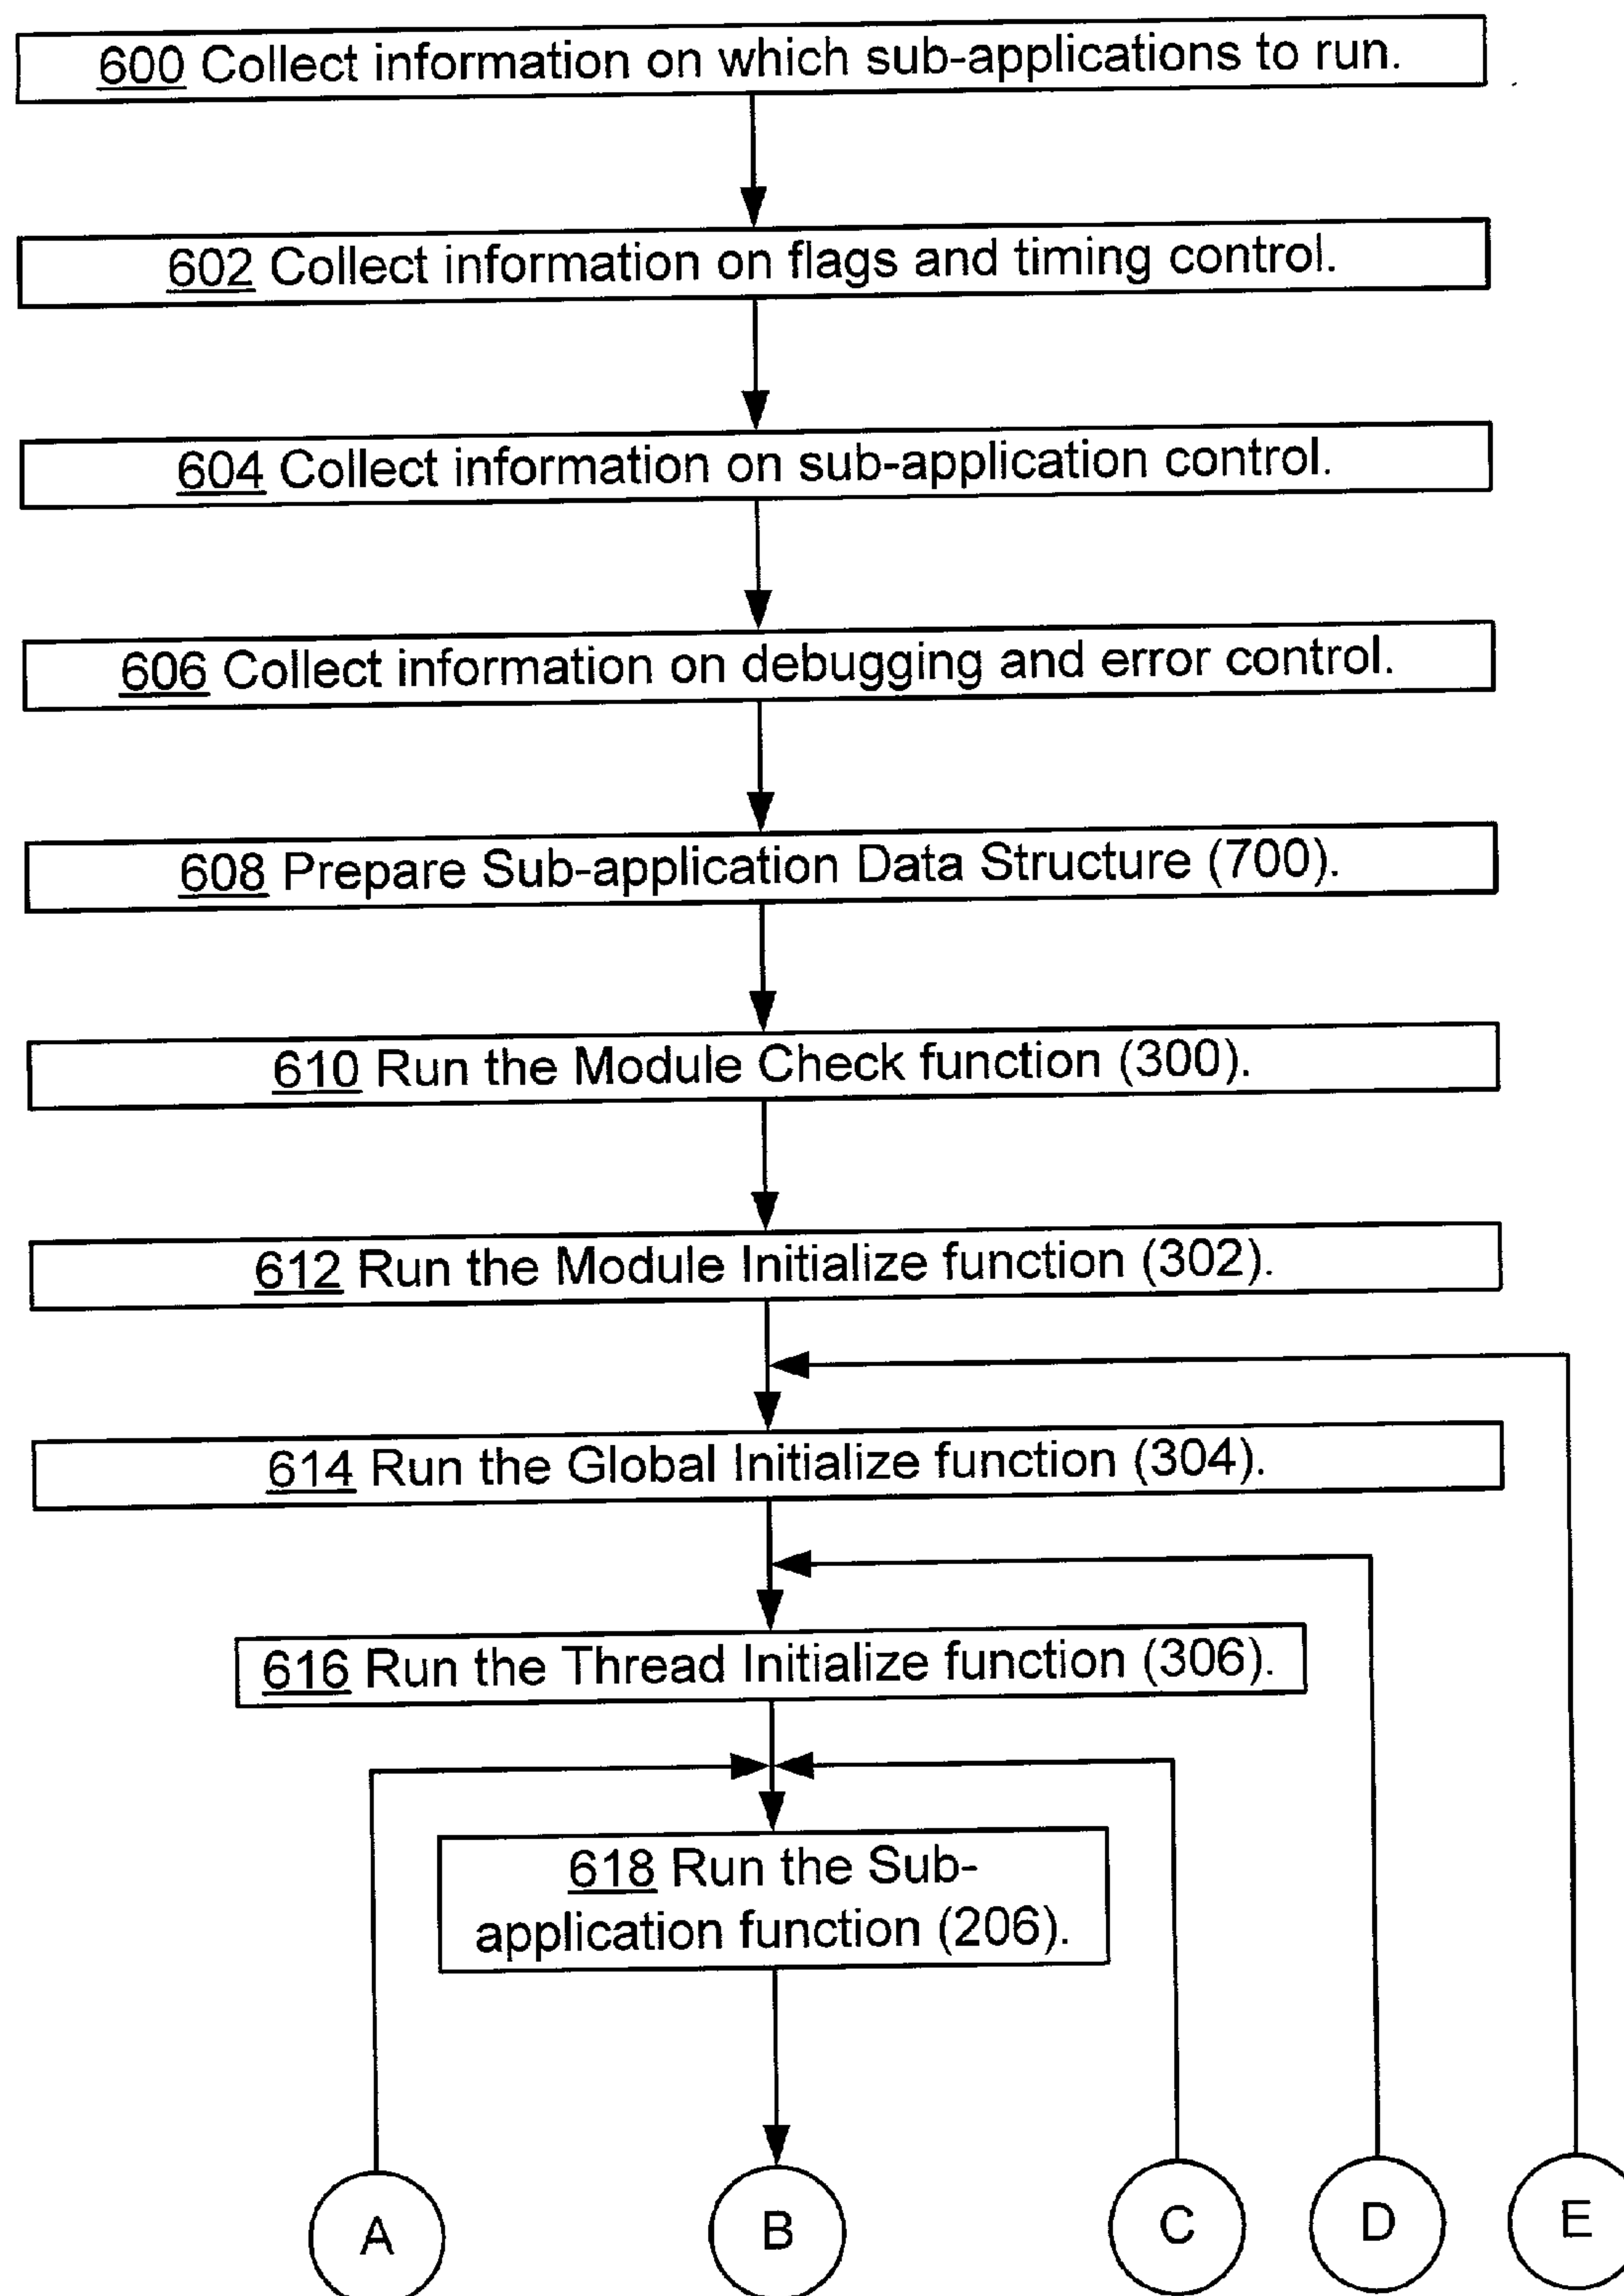 600 Collect information on which sub-applications to run.
602 Collect information on flags and timing control.
604 Collect information on sub-application control.
606 Collect information on debugging and error control.
608 Prepare Sub-application Data Structure (700).
610 Run the Module Check function (300).
612 Run the Module Initialize function (302).
614 Run the Global Initialize function (304).
616 Run the Thread Initialize function (306).
618 Run the Sub-
application function (206).
A
B
C
D
E